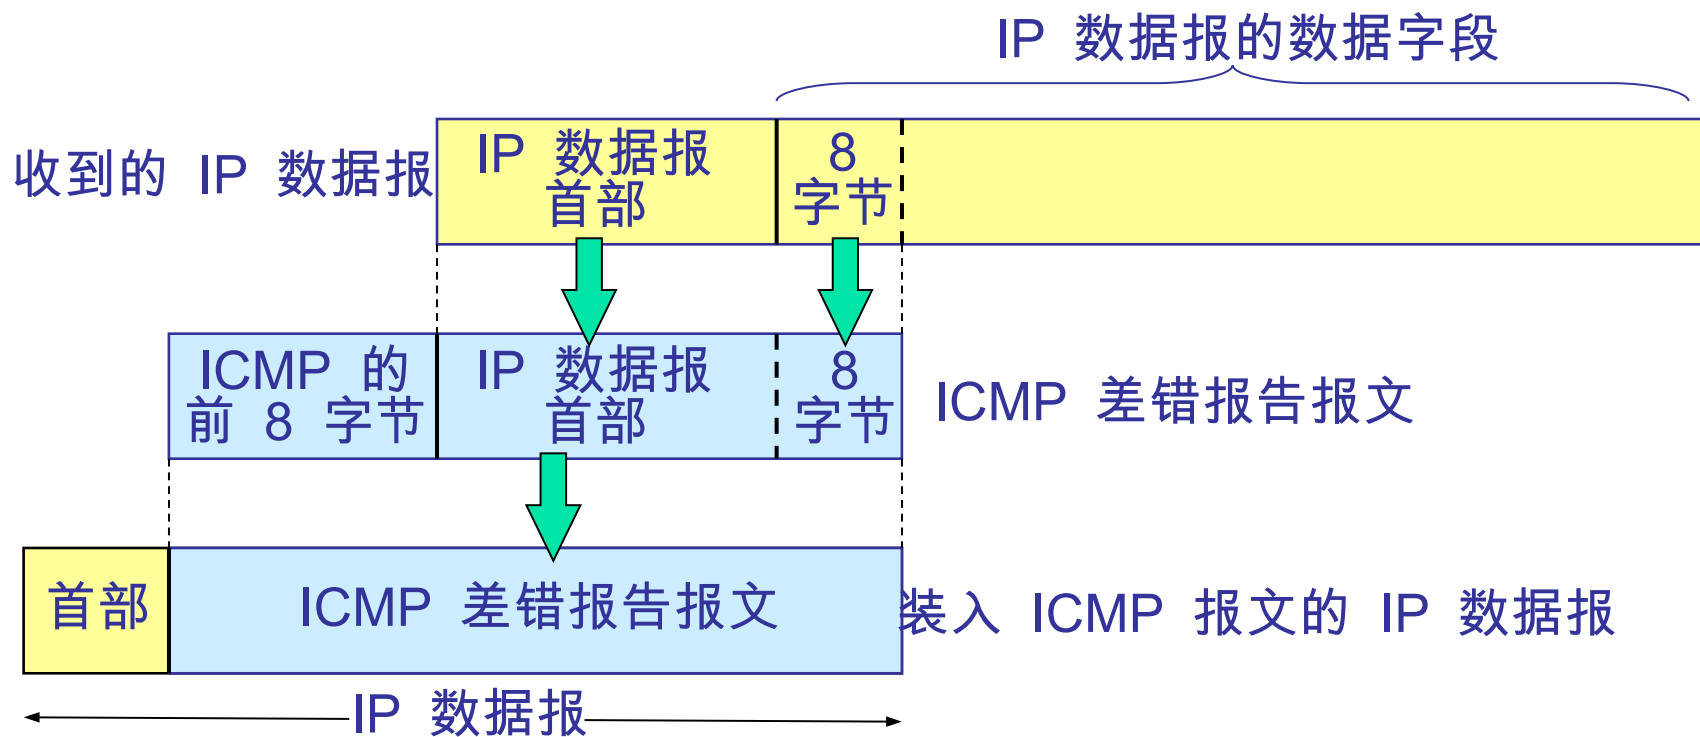 IP 数据报的数据字段
收到的 IP 数据报
IP 数据报
首部
8
字节
ICMP 的
前 8 字节
IP 数据报
首部
8
字节
ICMP 差错报告报文
首部
ICMP 差错报告报文
装入 ICMP 报文的 IP 数据报
IP 数据报